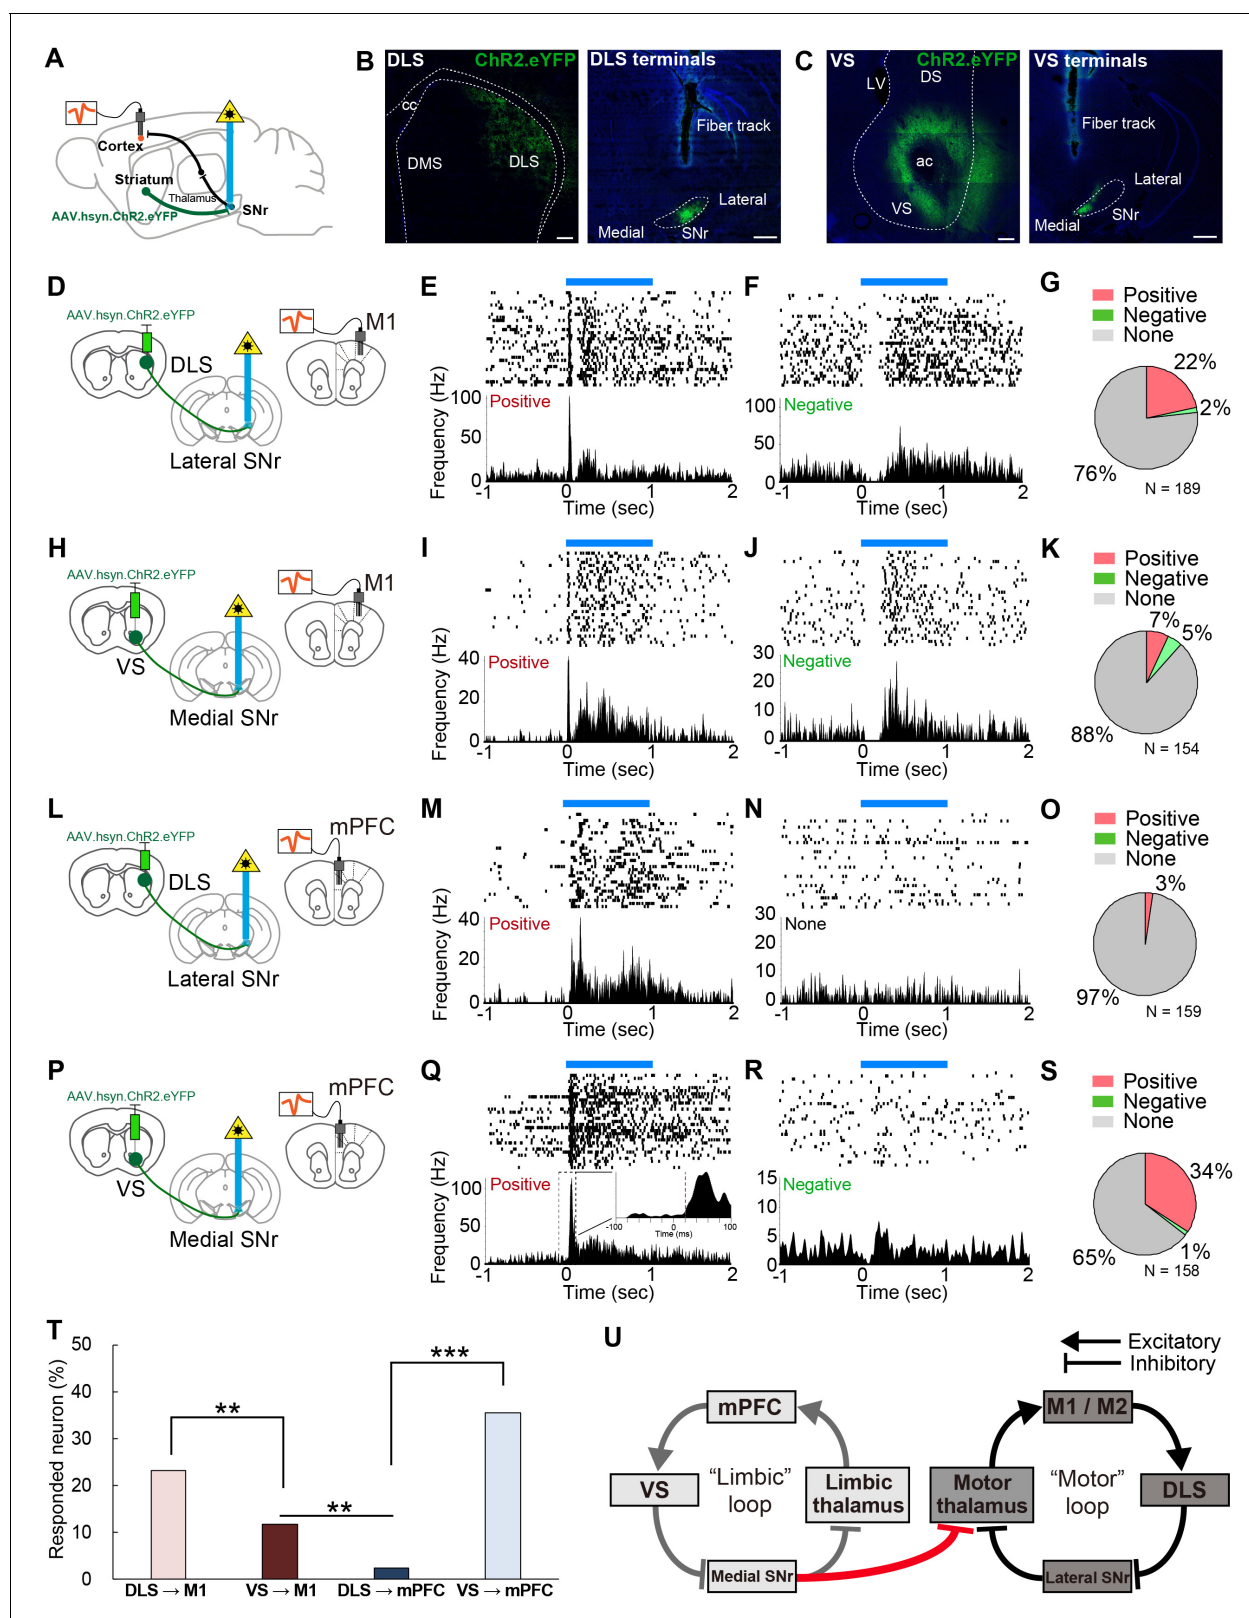 A
Cortex
Striatum
Thalamus
AAV.hsyn.ChR2.eYFP
SNr
B
DLS
ChR2.eYFP
cc
DMS
DLS
DLS terminals
Fiber track
Lateral
Medial
SNr
C
VS
ChR2.eYFP
LV
DS
ac
VS
VS terminals
Fiber track
Lateral
SNr
Medial
D
AAV.hsyn.ChR2.eYFP
DLS
M1
Lateral SNr
E
Frequency (Hz)
100
50
0
Positive
-1 0 1 2
Time (sec)
F
100
50
0
Negative
-1 0 1 2
Time (sec)
G
Positive
Negative
None
22%
2%
76%
N = 189
H
AAV.hsyn.ChR2.eYFP
VS
M1
Medial SNr
I
Frequency (Hz)
40
20
0
Positive
-1 0 1 2
Time (sec)
J
30
20
10
0
Negative
-1 0 1 2
Time (sec)
K
Positive
Negative
None
7%
5%
88%
N = 154
L
AAV.hsyn.ChR2.eYFP
DLS
mPFC
Lateral SNr
M
Frequency (Hz)
40
20
0
Positive
-1 0 1 2
Time (sec)
N
30
20
10
0
None
-1 0 1 2
Time (sec)
O
Positive
Negative
None
3%
97%
N = 159
P
AAV.hsyn.ChR2.eYFP
VS
mPFC
Medial SNr
Q
Frequency (Hz)
100
50
0
Positive
-100 0 100
Time (ms)
-1 0 1 2
Time (sec)
R
15
10
5
0
Negative
-1 0 1 2
Time (sec)
S
Positive
Negative
None
34%
1%
65%
N = 158
T
Responded neuron (%)
50
40
30
20
10
0
**
**
***
DLS → M1
VS → M1
DLS → mPFC
VS → mPFC
U
Excitatory
Inhibitory
mPFC
M1 / M2
VS
“Limbic”
loop
Limbic
thalamus
Motor
thalamus
“Motor”
loop
DLS
Medial SNr
Lateral SNr